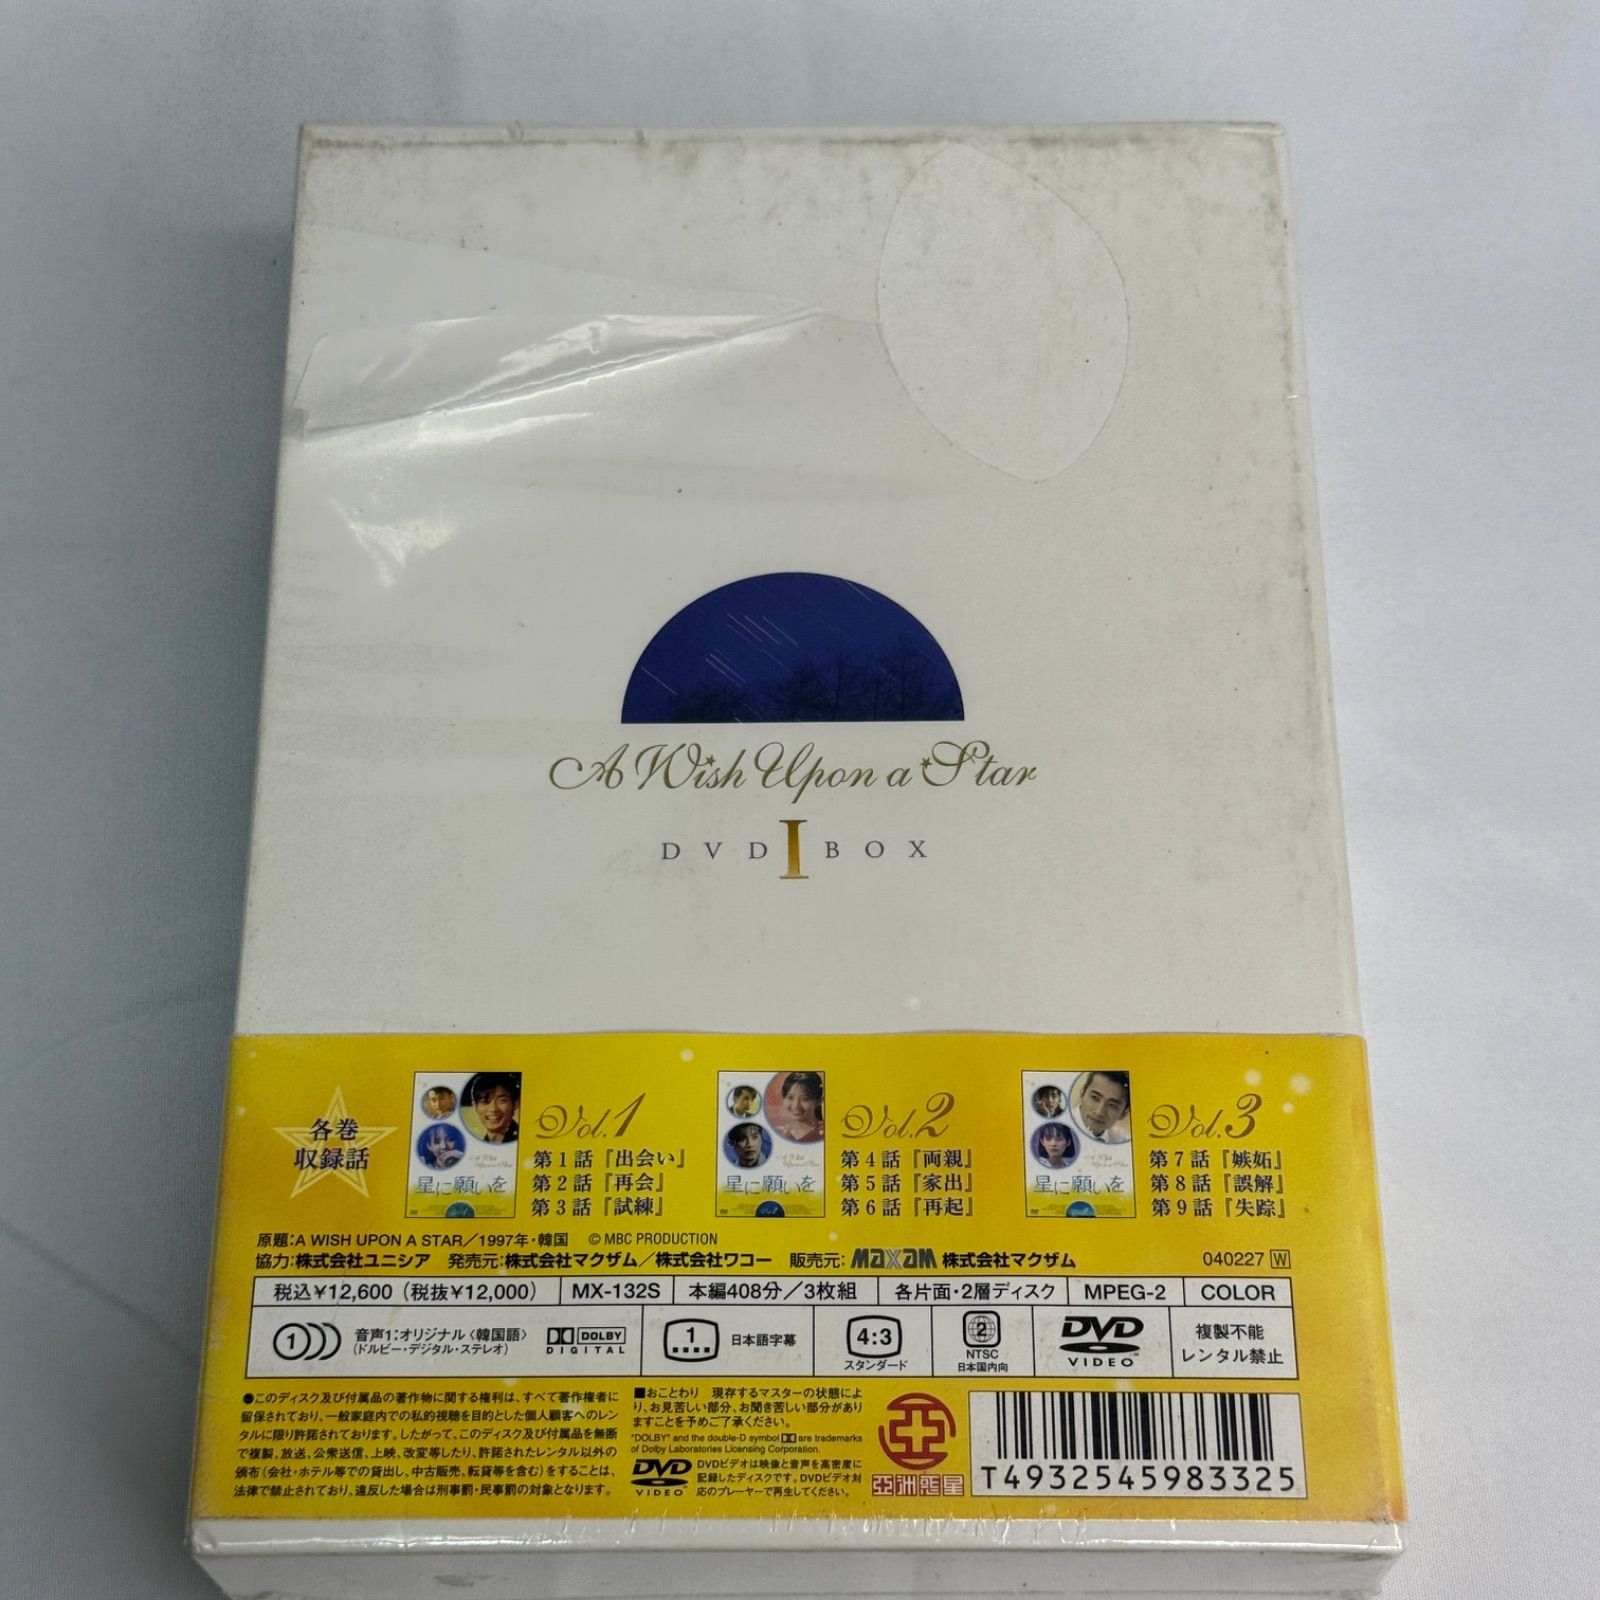 A Wish Upon a Star
DVD I BOX
各巻
収録話
星に願いを
Vol.1
第1話『出会い』
第2話『再会』
第3話『試練』
星に願いを
Vol.2
第4話『両親』
第5話『家出』
第6話『再起』
星に願いを
Vol.3
第7話『嫉妬』
第8話『誤解』
第9話『失踪』
原題:A WISH UPON A STAR/1997年・韓国 © MBC PRODUCTION
協力:株式会社ユニシア 発売元:株式会社マクザム/株式会社ワコー 販売元:MAXAM 株式会社マクザム 040227 W
税込¥12,600(税抜¥12,000) MX-132S 本編408分/3枚組 各片面・2層ディスク MPEG-2 COLOR
1 音声1:オリジナル〈韓国語〉
(ドルビー・デジタル・ステレオ)
DOLBY
DIGITAL
1 日本語字幕
4:3
スタンダード
2
NTSC
日本国内向
DVD
VIDEO
複製不能
レンタル禁止
●このディスク及び付属品の著作物に関する権利は、すべて著作権者に
留保されており、一般家庭内での私的視聴を目的とした個人顧客へのレン
タルに限り許諾されております。したがって、このディスク及び付属品を無断
で複製、放送、公衆送信、上映、改変等したり、許諾されたレンタル以外の
頒布(会社・ホテル等での貸出し、中古販売、転貸等を含む)をすることは、
法律で禁止されており、違反した場合は刑事罰・民事罰の対象となります。
■おことわり 現存するマスターの状態によ
り、お見苦しい部分、お聞き苦しい部分があり
ますことを予めご了承ください。
"DOLBY" and the double-D symbol are trademarks
of Dolby Laboratories Licensing Corporation.
DVD
VIDEO
DVDビデオは映像と音声を高密度に
記録したディスクです。DVDビデオ対
応のプレーヤーで再生してください。
亞洲惑星
T4932545983325